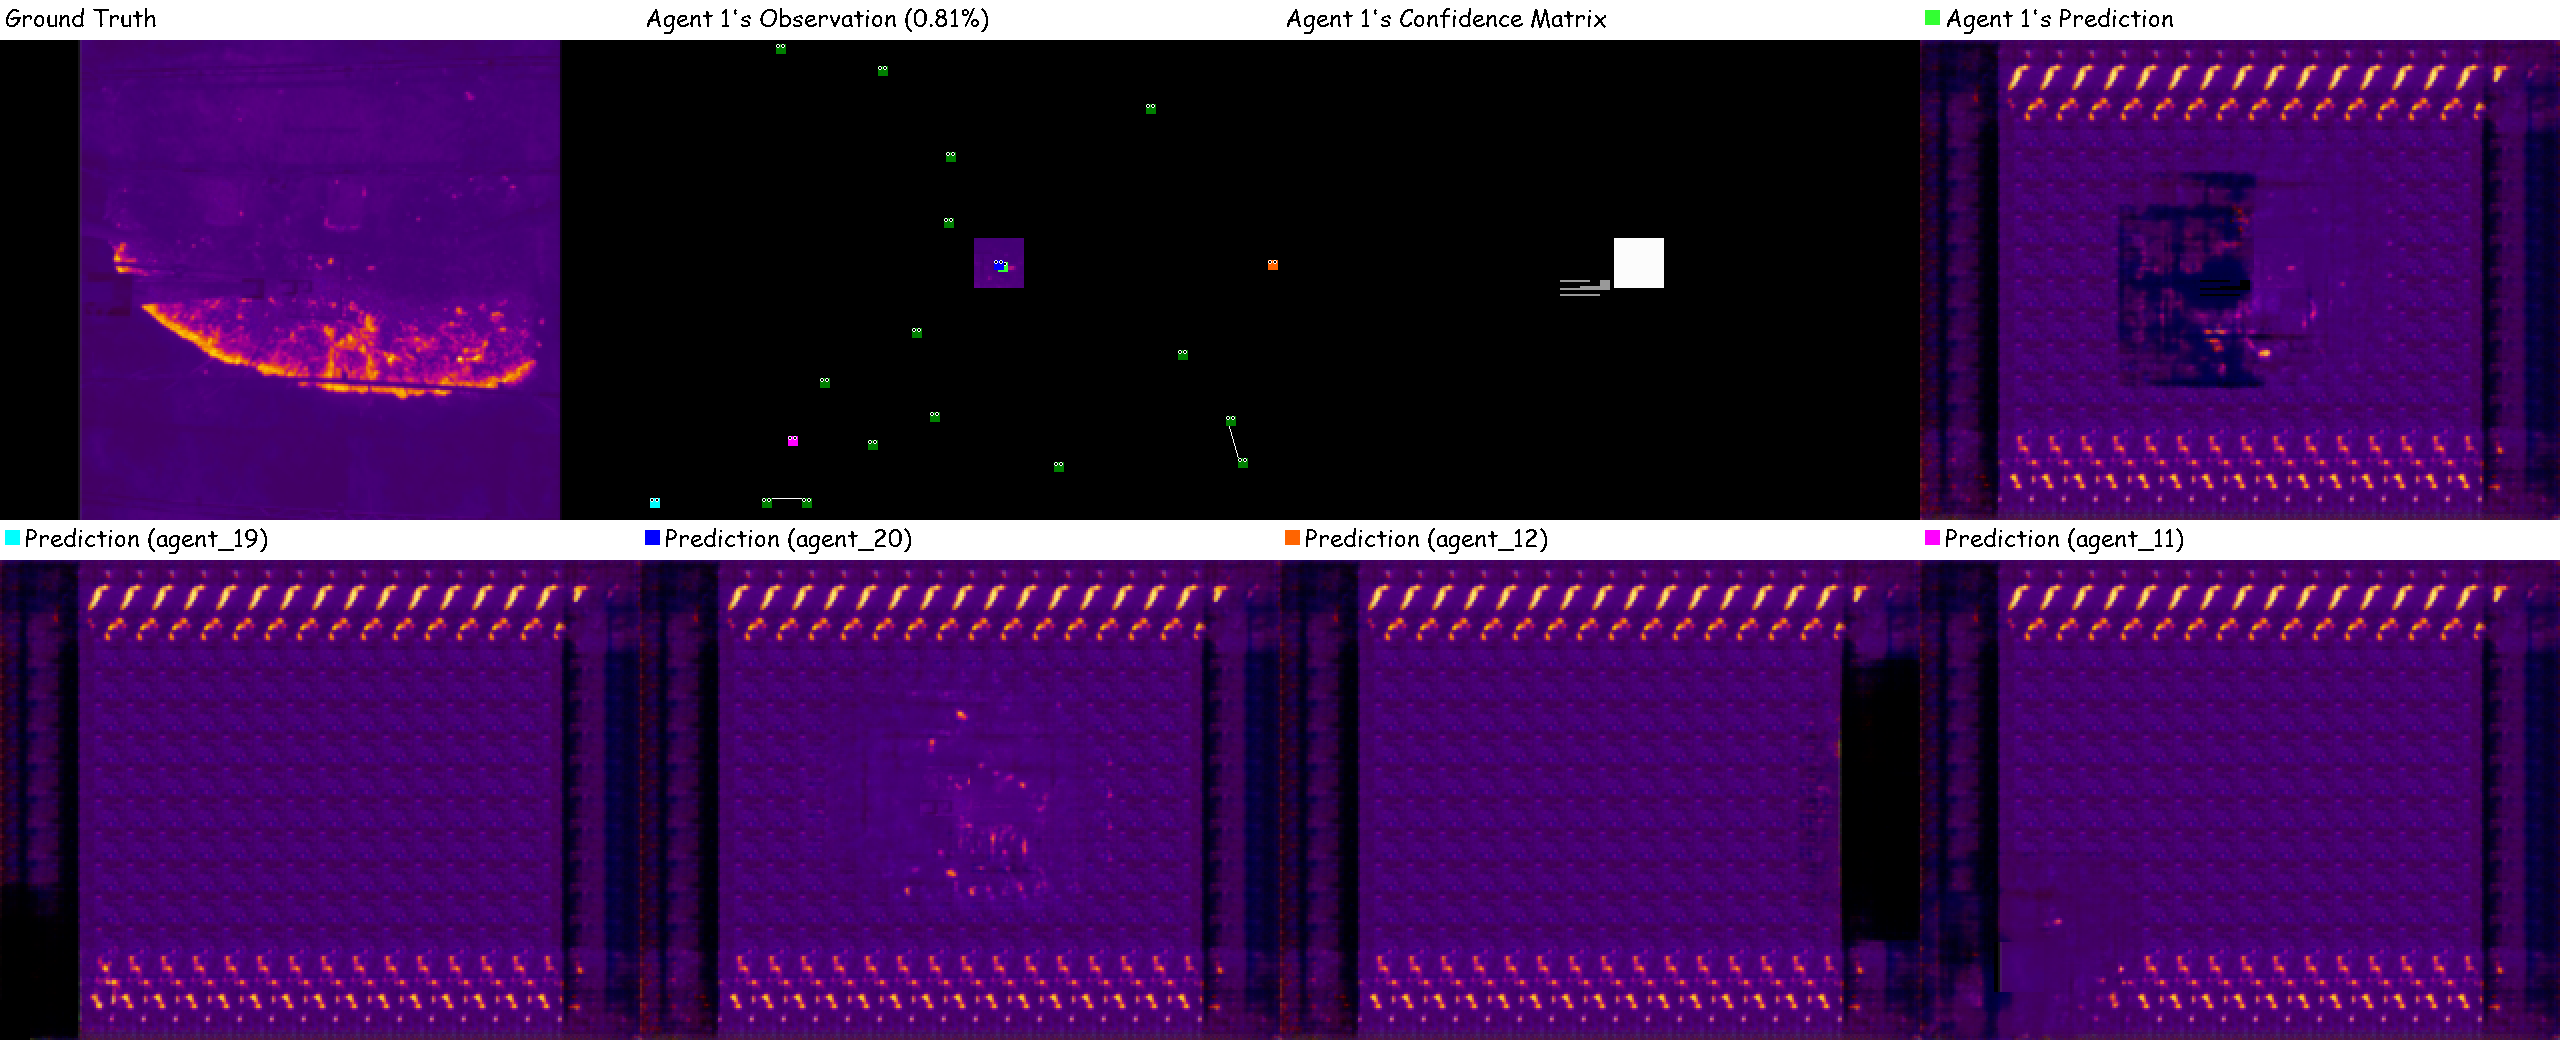 Ground Truth
Agent 1's Observation (0.81%)
Agent 1's Confidence Matrix
Agent 1's Prediction
Prediction (agent_19)
Prediction (agent_20)
Prediction (agent_12)
Prediction (agent_11)